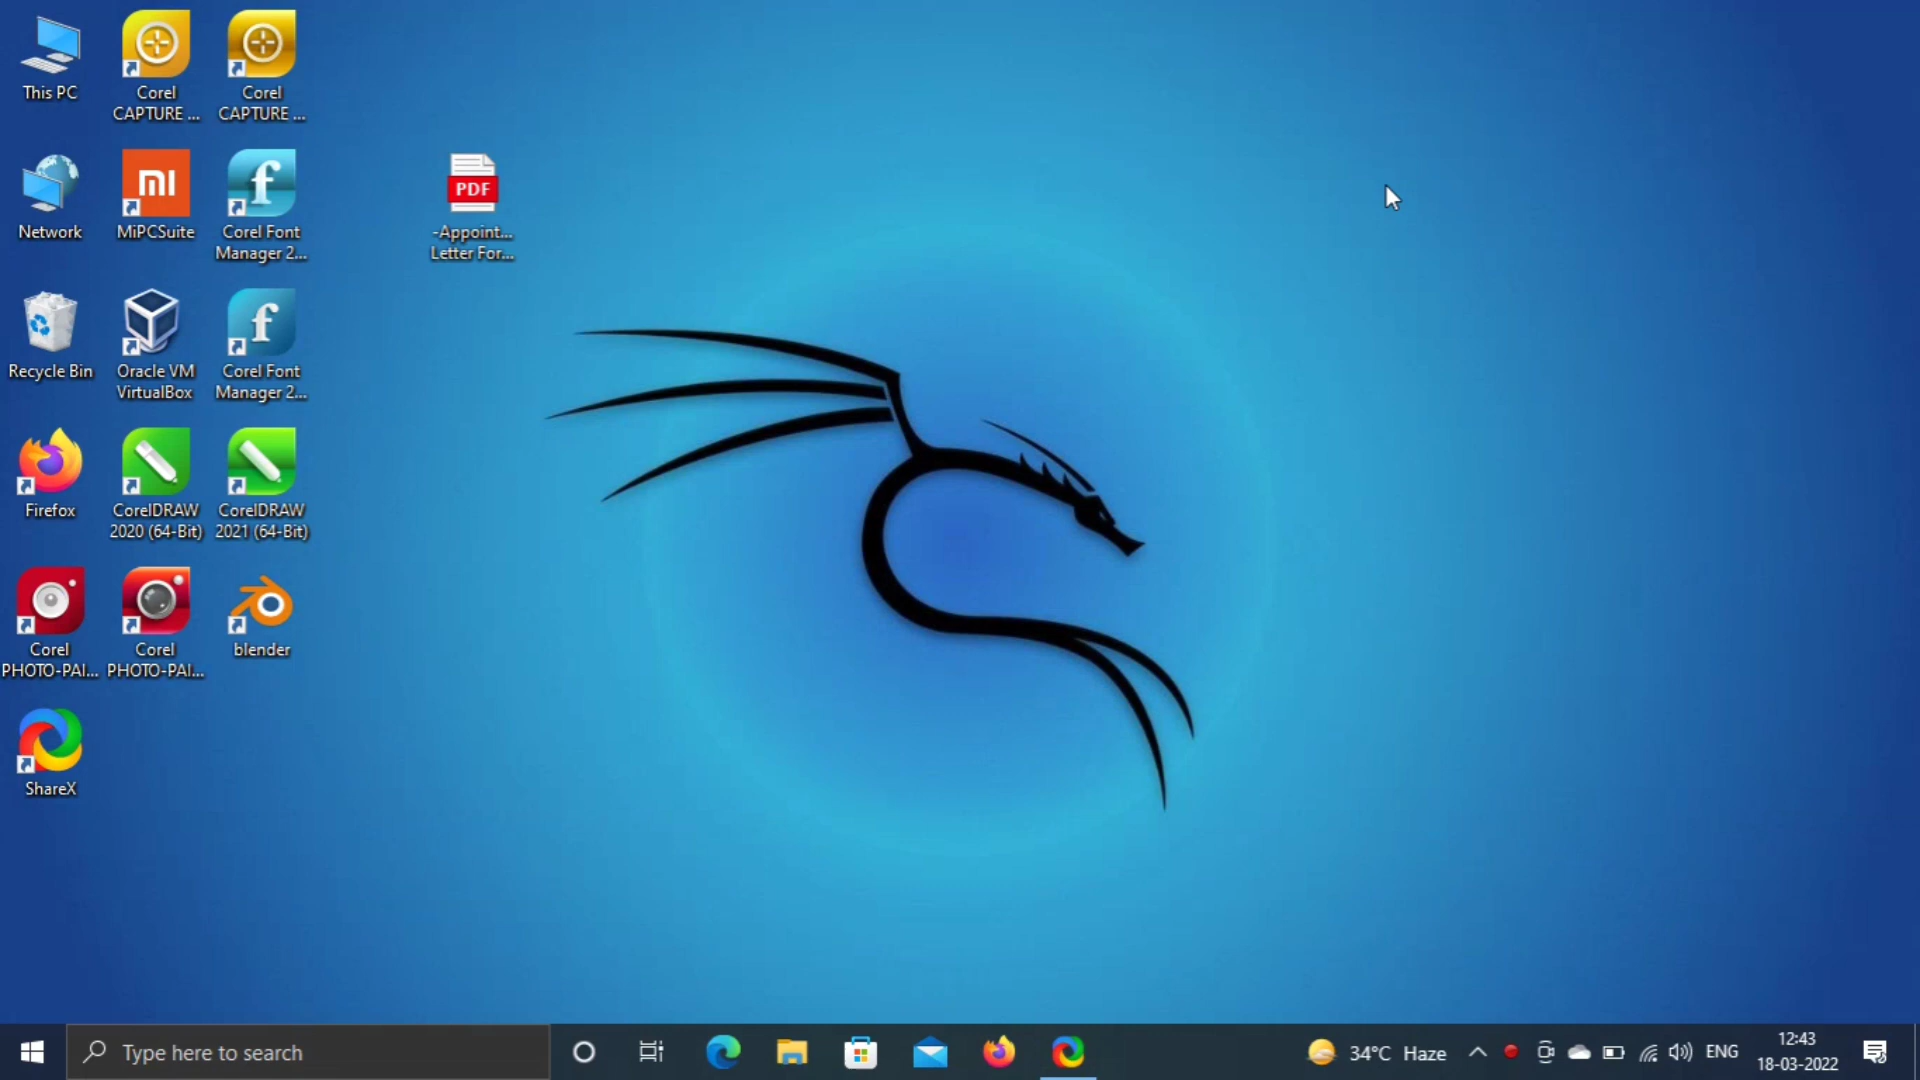 This PC
Corel
CAPTURE ...
Corel
CAPTURE ...
Network
MiPCSuite
Corel Font
Manager 2...
PDF
-Appoint...
Letter For...
Recycle Bin
Oracle VM
VirtualBox
Corel Font
Manager 2...
Firefox
CorelDRAW
2020 (64-Bit)
CorelDRAW
2021 (64-Bit)
Corel
PHOTO-PAI...
Corel
PHOTO-PAI...
blender
ShareX
Type here to search
34°C Haze
ENG
12:43
18-03-2022